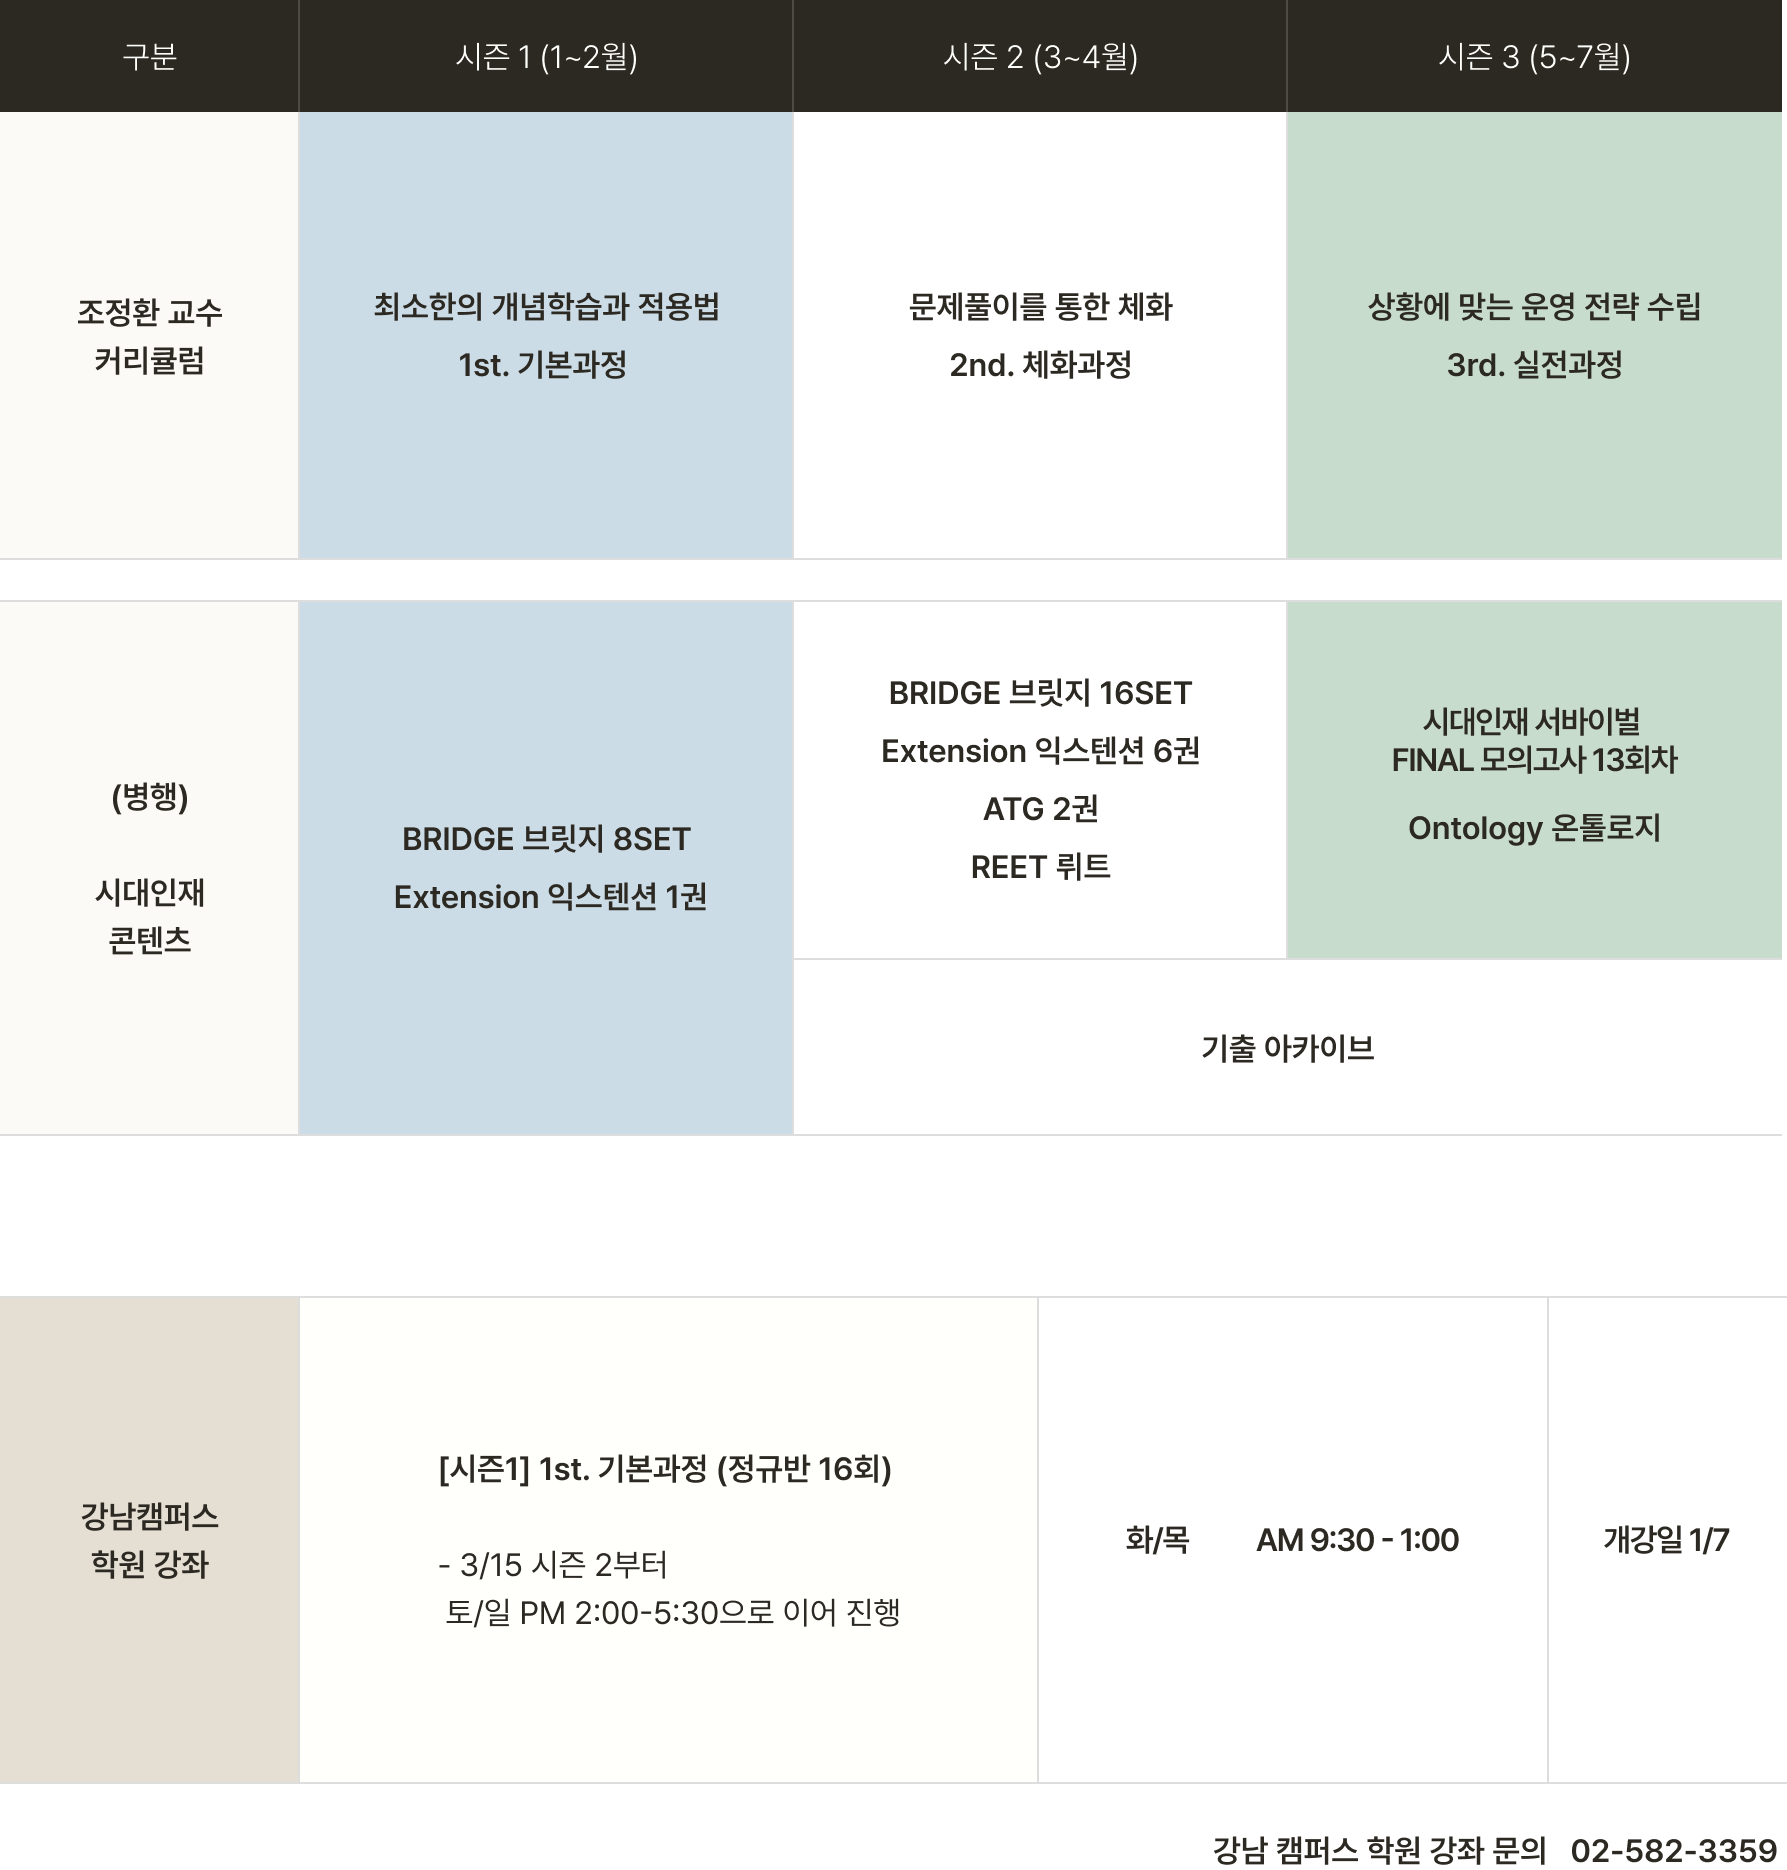 구분
시즌 1 (1~2월)
시즌 2 (3~4월)
시즌 3 (5~7월)
조정환 교수
커리큘럼
최소한의 개념학습과 적용법
1st. 기본과정
문제풀이를 통한 체화
2nd. 체화과정
상황에 맞는 운영 전략 수립
3rd. 실전과정
(병행)
시대인재
콘텐츠
BRIDGE 브릿지 8SET
Extension 익스텐션 1권
BRIDGE 브릿지 16SET
Extension 익스텐션 6권
ATG 2권
REET 뤼트
시대인재 서바이벌
FINAL 모의고사 13회차
Ontology 온톨로지
기출 아카이브
강남캠퍼스
학원 강좌
[시즌1] 1st. 기본과정 (정규반 16회)
- 3/15 시즌 2부터
토/일 PM 2:00-5:30으로 이어 진행
화/목 AM 9:30 - 1:00
개강일 1/7
강남 캠퍼스 학원 강좌 문의 02-582-3359